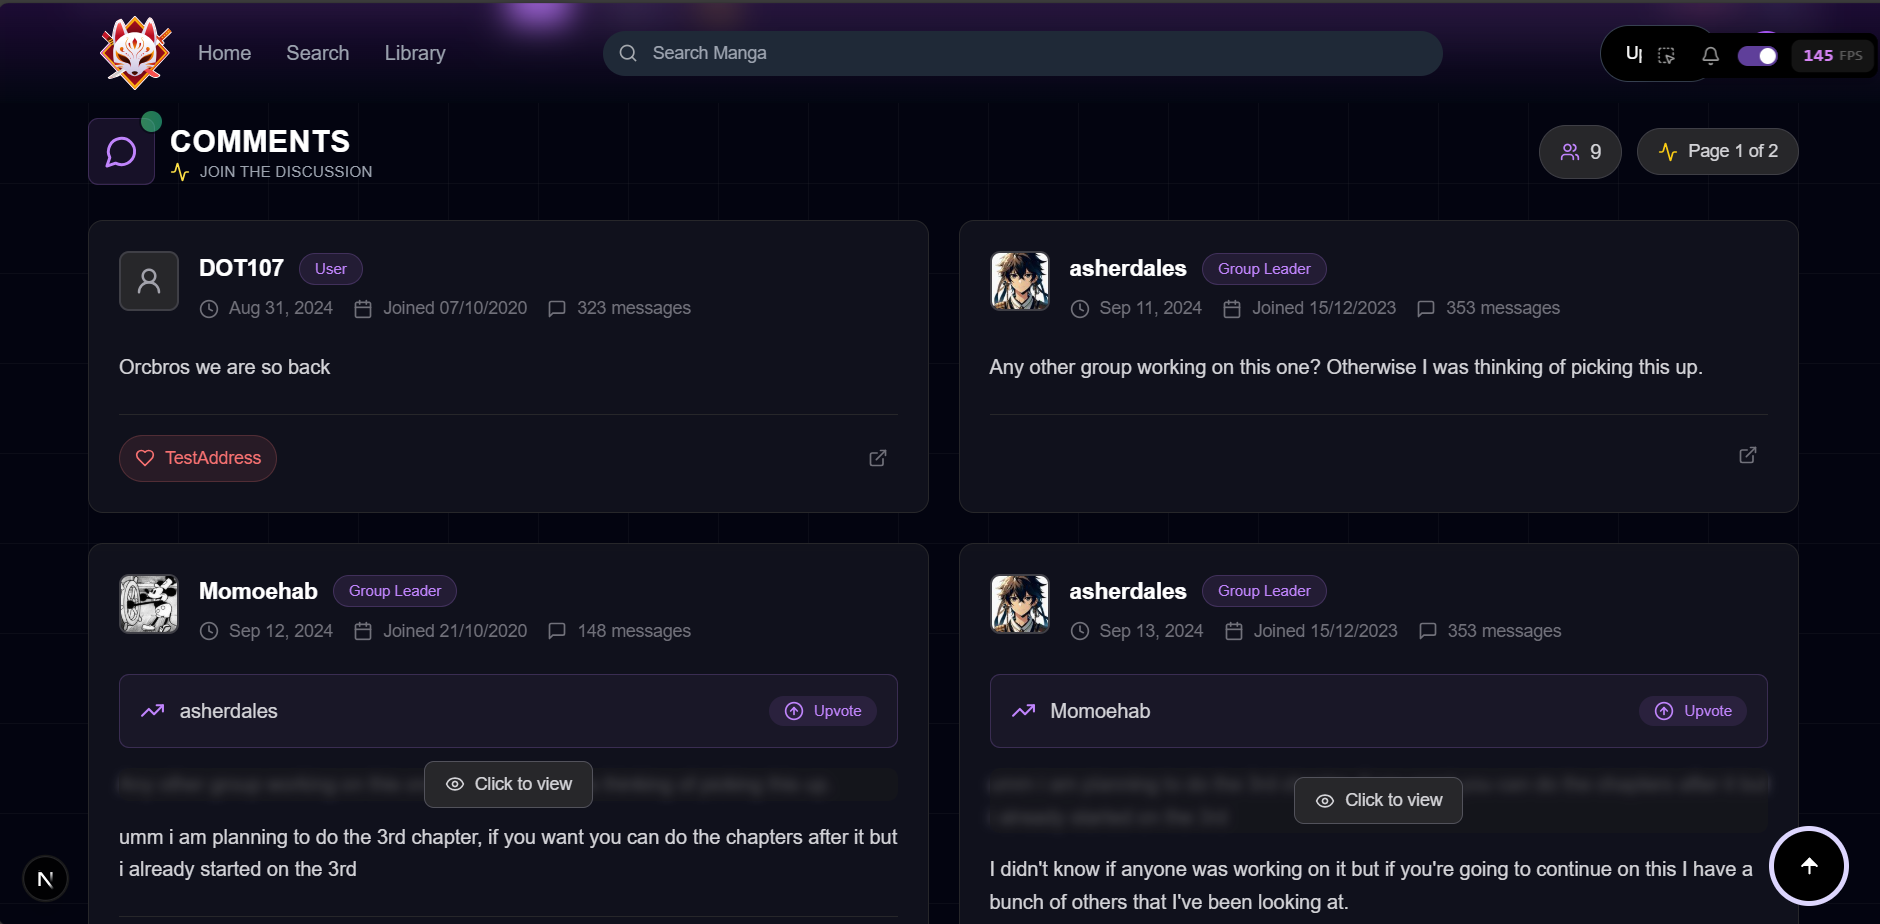 Home Search Library Search Manga 145 FPS
COMMENTS
JOIN THE DISCUSSION
9 Page 1 of 2
DOT107 User
Aug 31, 2024 Joined 07/10/2020 323 messages
Orcbros we are so back
TestAddress
asherdales Group Leader
Sep 11, 2024 Joined 15/12/2023 353 messages
Any other group working on this one? Otherwise I was thinking of picking this up.
Momoehab Group Leader
Sep 12, 2024 Joined 21/10/2020 148 messages
asherdales Upvote
Click to view
umm i am planning to do the 3rd chapter, if you want you can do the chapters after it but
i already started on the 3rd
asherdales Group Leader
Sep 13, 2024 Joined 15/12/2023 353 messages
Momoehab Upvote
Click to view
I didn't know if anyone was working on it but if you're going to continue on this I have a
bunch of others that I've been looking at.
N